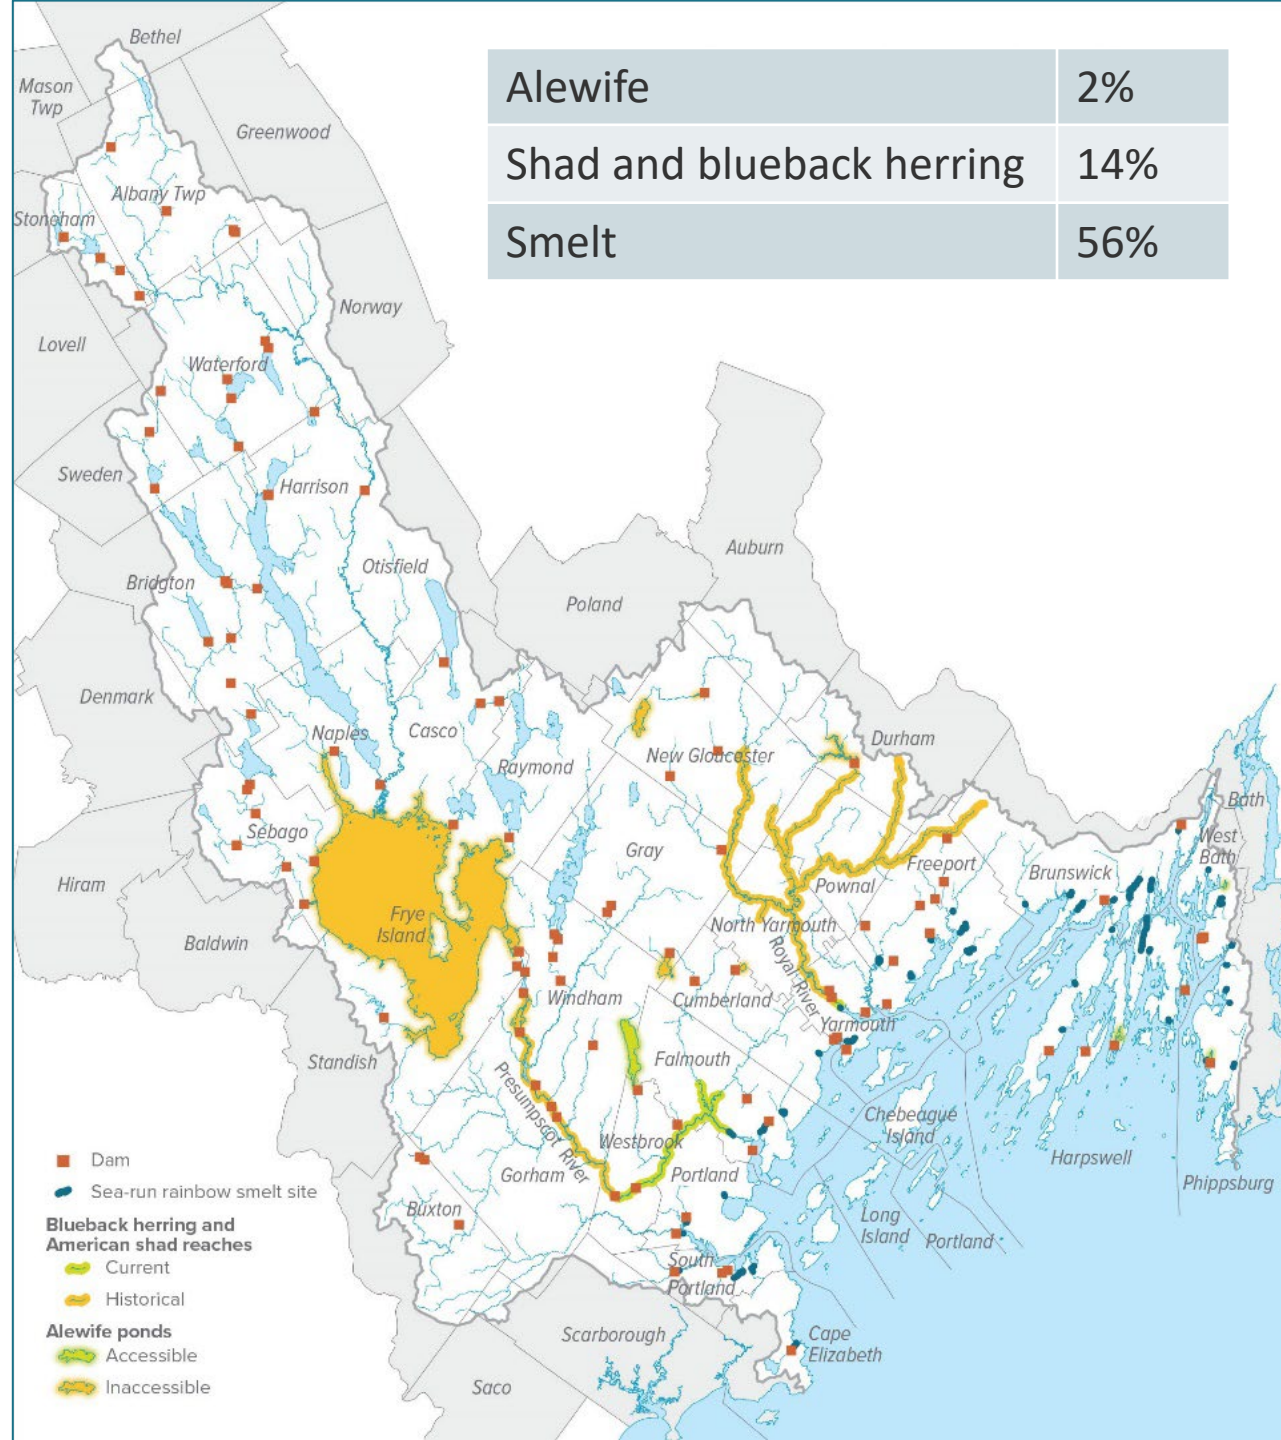 Bethel
Mason
Twp
Greenwood
Alewife 2%
Shad and blueback herring 14%
Smelt 56%
Albany Twp
Stoneham
Norway
Lovell
Waterford
Sweden
Harrison
Auburn
Otisfield
Bridgton
Poland
Denmark
Naples
Casco
Raymond
New Gloucester
Durham
Bath
Sebago
West
Bath
Gray
Freeport
Brunswick
Hiram
Pownal
Frye
Island
Baldwin
North Yarmouth
Royal River
Windham
Cumberland
Yarmouth
Standish
Falmouth
Presumpscot River
Chebeague
Island
Westbrook
Harpswell
Gorham
Portland
Phippsburg
Buxton
Long
Island
Portland
South
Portland
Scarborough
Cape
Elizabeth
Saco
Dam
Sea-run rainbow smelt site
Blueback herring and
American shad reaches
Current
Historical
Alewife ponds
Accessible
Inaccessible